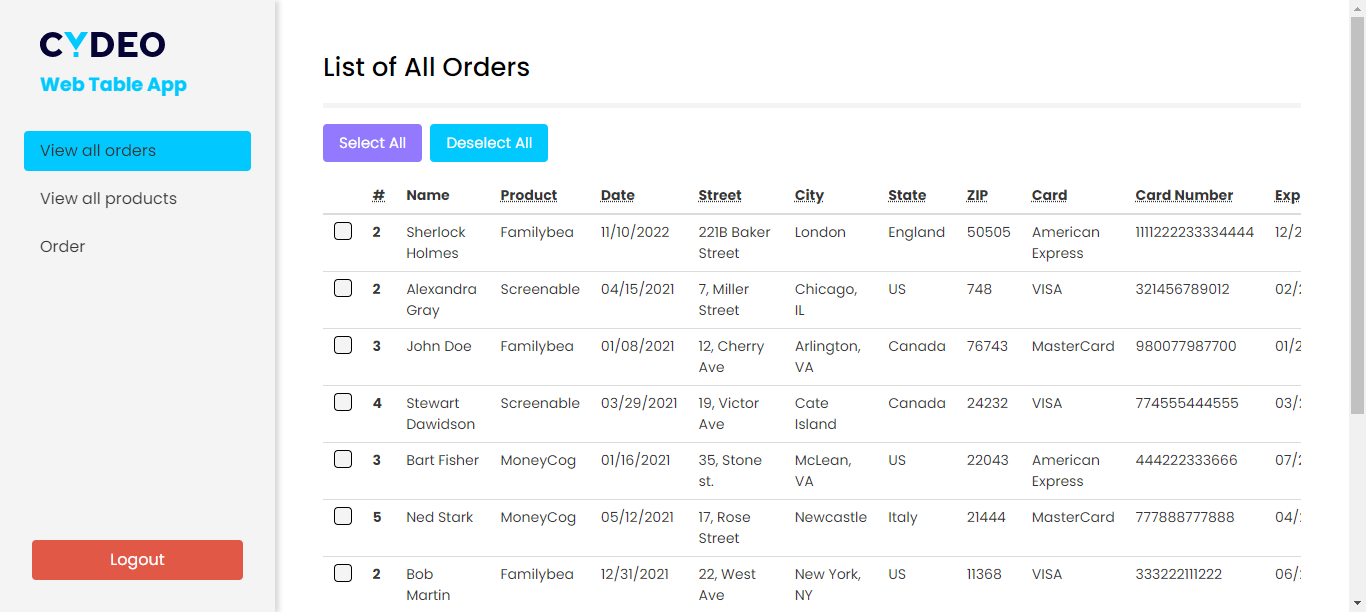 CYDEO
Web Table App
View all orders
View all products
Order
Logout
List of All Orders
Select All Deselect All
# Name Product Date Street City State ZIP Card Card Number Exp
2 Sherlock Holmes Familybea 11/10/2022 221B Baker Street London England 50505 American Express 1111222233334444 12/2
2 Alexandra Gray Screenable 04/15/2021 7, Miller Street Chicago, IL US 748 VISA 321456789012 02/
3 John Doe Familybea 01/08/2021 12, Cherry Ave Arlington, VA Canada 76743 MasterCard 980077987700 01/2
4 Stewart Dawidson Screenable 03/29/2021 19, Victor Ave Cate Island Canada 24232 VISA 774555444555 03/
3 Bart Fisher MoneyCog 01/16/2021 35, Stone st. McLean, VA US 22043 American Express 444222333666 07/
5 Ned Stark MoneyCog 05/12/2021 17, Rose Street Newcastle Italy 21444 MasterCard 777888777888 04/
2 Bob Martin Familybea 12/31/2021 22, West Ave New York, NY US 11368 VISA 333222111222 06/